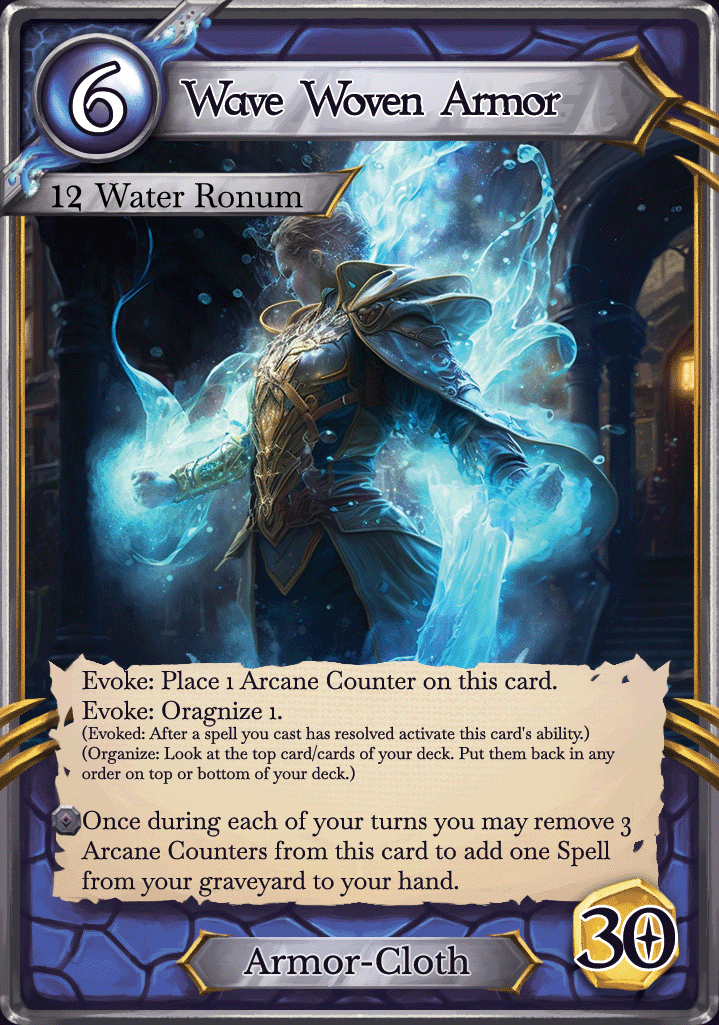 6
Wave Woven Armor
12 Water Ronum
Evoke: Place 1 Arcane Counter on this card.
Evoke: Oragnize 1.
(Evoked: After a spell you cast has resolved activate this card's ability.)
(Organize: Look at the top card/cards of your deck. Put them back in any
order on top or bottom of your deck.)
Once during each of your turns you may remove 3
Arcane Counters from this card to add one Spell
from your graveyard to your hand.
30
Armor-Cloth